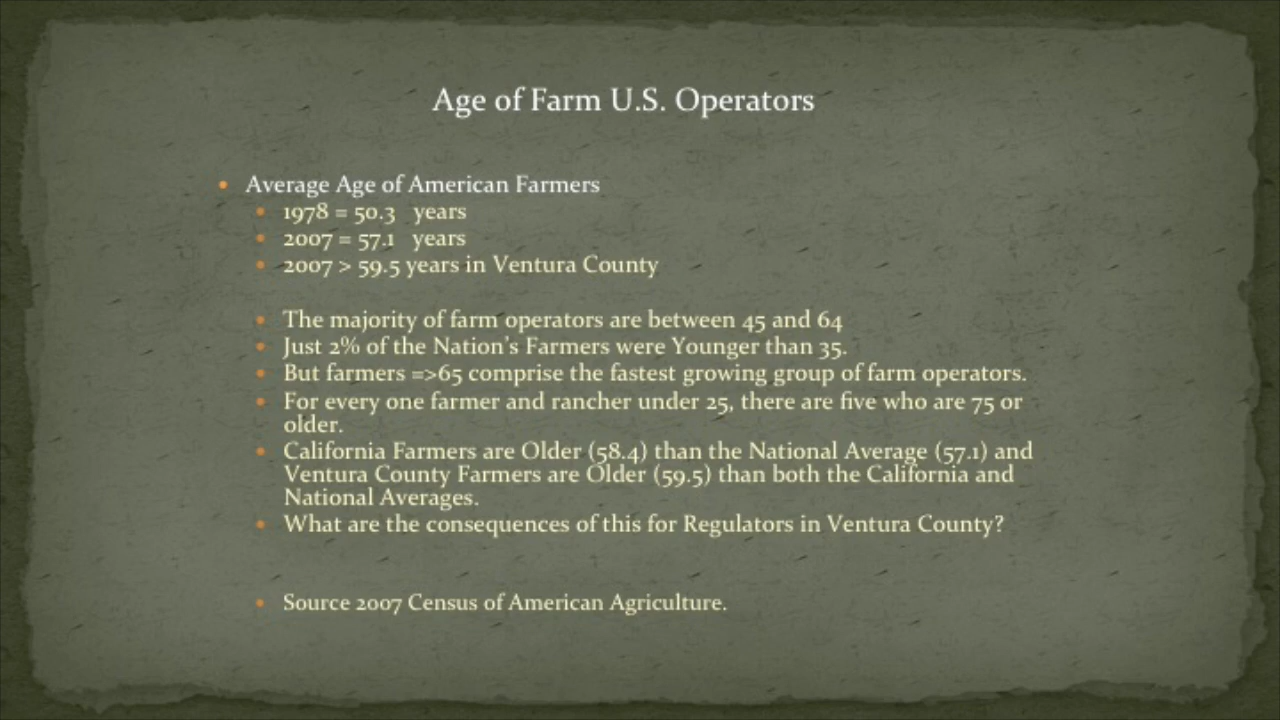 Age of Farm U.S. Operators
• Average Age of American Farmers
• 1978 = 50.3 years
• 2007 = 57.1 years
• 2007 > 59.5 years in Ventura County
• The majority of farm operators are between 45 and 64
• Just 2% of the Nation's Farmers were Younger than 35.
• But farmers =>65 comprise the fastest growing group of farm operators.
• For every one farmer and rancher under 25, there are five who are 75 or
older.
• California Farmers are Older (58.4) than the National Average (57.1) and
Ventura County Farmers are Older (59.5) than both the California and
National Averages.
• What are the consequences of this for Regulators in Ventura County?
• Source 2007 Census of American Agriculture.